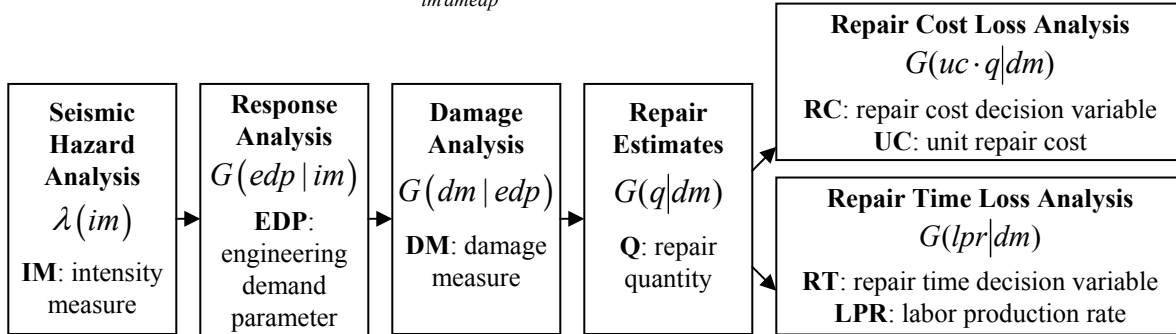 im dm edp
Seismic
Hazard
Analysis
λ(im)
IM: intensity
measure
Response
Analysis
G(edp | im)
EDP:
engineering
demand
parameter
Damage
Analysis
G(dm | edp)
DM: damage
measure
Repair
Estimates
G(q|dm)
Q: repair
quantity
Repair Cost Loss Analysis
G(uc · q|dm)
RC: repair cost decision variable
UC: unit repair cost
Repair Time Loss Analysis
G(lpr|dm)
RT: repair time decision variable
LPR: labor production rate